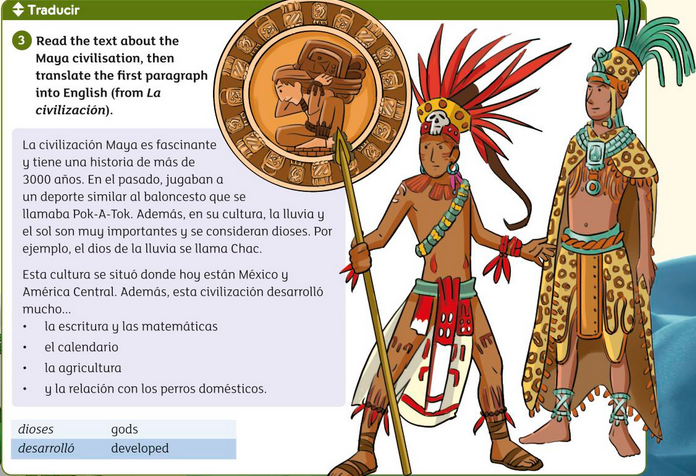 Traducir
3 Read the text about the
Maya civilisation, then
translate the first paragraph
into English (from La
civilización).
La civilización Maya es fascinante
y tiene una historia de más de
3000 años. En el pasado, jugaban a
un deporte similar al baloncesto que se
llamaba Pok-A-Tok. Además, en su cultura, la lluvia y
el sol son muy importantes y se consideran dioses. Por
ejemplo, el dios de la lluvia se llama Chac.
Esta cultura se situó donde hoy están México y
América Central. Además, esta civilización desarrolló
mucho...
• la escritura y las matemáticas
• el calendario
• la agricultura
• y la relación con los perros domésticos.
dioses gods
desarrolló developed